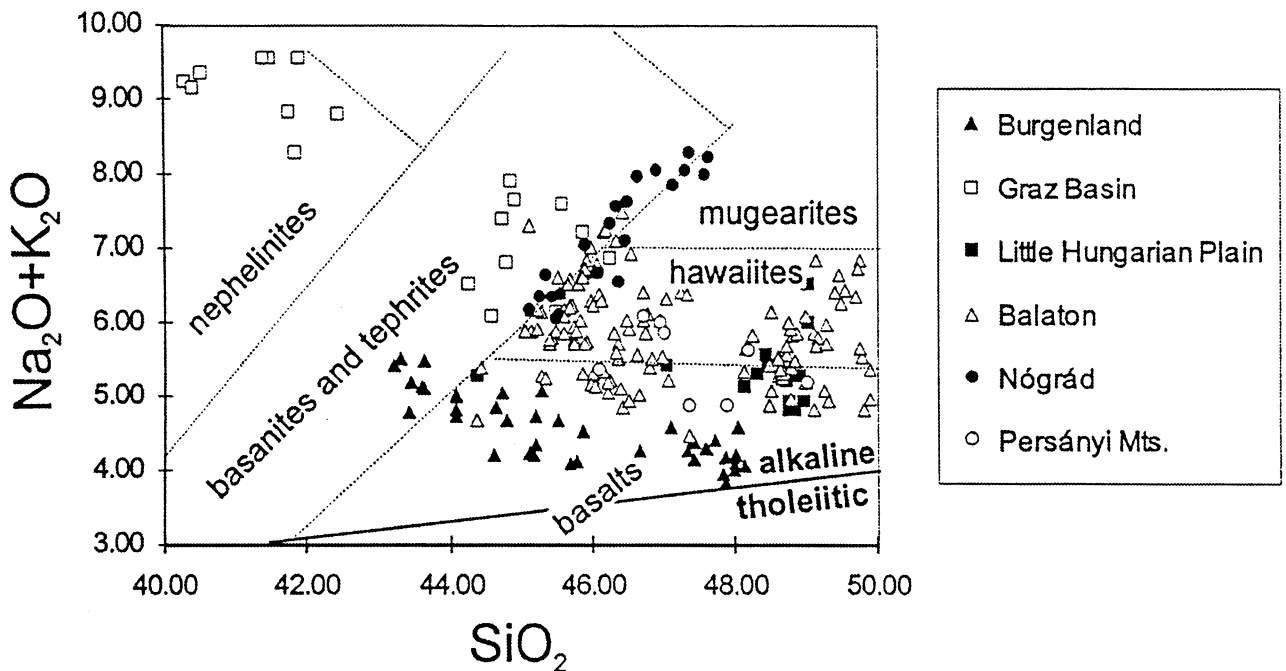 10.00
9.00
8.00
7.00
6.00
5.00
4.00
3.00
Na₂O+K₂O
40.00 42.00 44.00 46.00 48.00 50.00
SiO₂
nephelinites
basanites and tephrites
basalts
mugearites
hawaiites
alkaline
tholeiitic
Burgenland
Graz Basin
Little Hungarian Plain
Balaton
Nógrád
Persányi Mts.